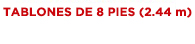 TABLONES DE 8 PIES (2.44 m)